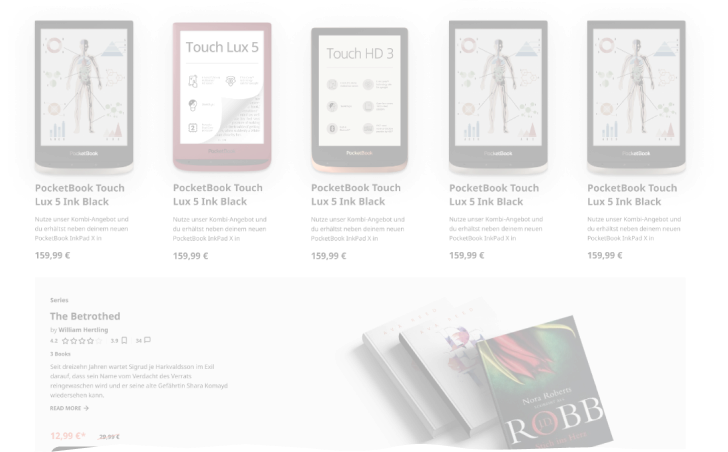 Touch Lux 5
Touch HD 3
PocketBook
PocketBook
PocketBook
PocketBook
PocketBook Touch
Lux 5 Ink Black
Nutze unser Kombi-Angebot und
du erhältst neben deinem neuen
PocketBook InkPad X in
159,99 €
PocketBook Touch
Lux 5 Ink Black
Nutze unser Kombi-Angebot und
du erhältst neben deinem neuen
PocketBook InkPad X in
159,99 €
PocketBook Touch
Lux 5 Ink Black
Nutze unser Kombi-Angebot und
du erhältst neben deinem neuen
PocketBook InkPad X in
159,99 €
PocketBook Touch
Lux 5 Ink Black
Nutze unser Kombi-Angebot und
du erhältst neben deinem neuen
PocketBook InkPad X in
159,99 €
PocketBook Touch
Lux 5 Ink Black
Nutze unser Kombi-Angebot und
du erhältst neben deinem neuen
PocketBook InkPad X in
159,99 €
Series
The Betrothed
by William Hertling
4.2 3.9 34
3 Books
Seit dreizehn Jahren wartet Sigrud je Harkvaldsson im Exil
darauf, dass sein Name vom Verdacht des Verrats
reingewaschen wird und er seine alte Gefährtin Shara Komayd
wiedersehen kann.
READ MORE →
12,99 €* 20,99 €
Nora Robern
ROBB